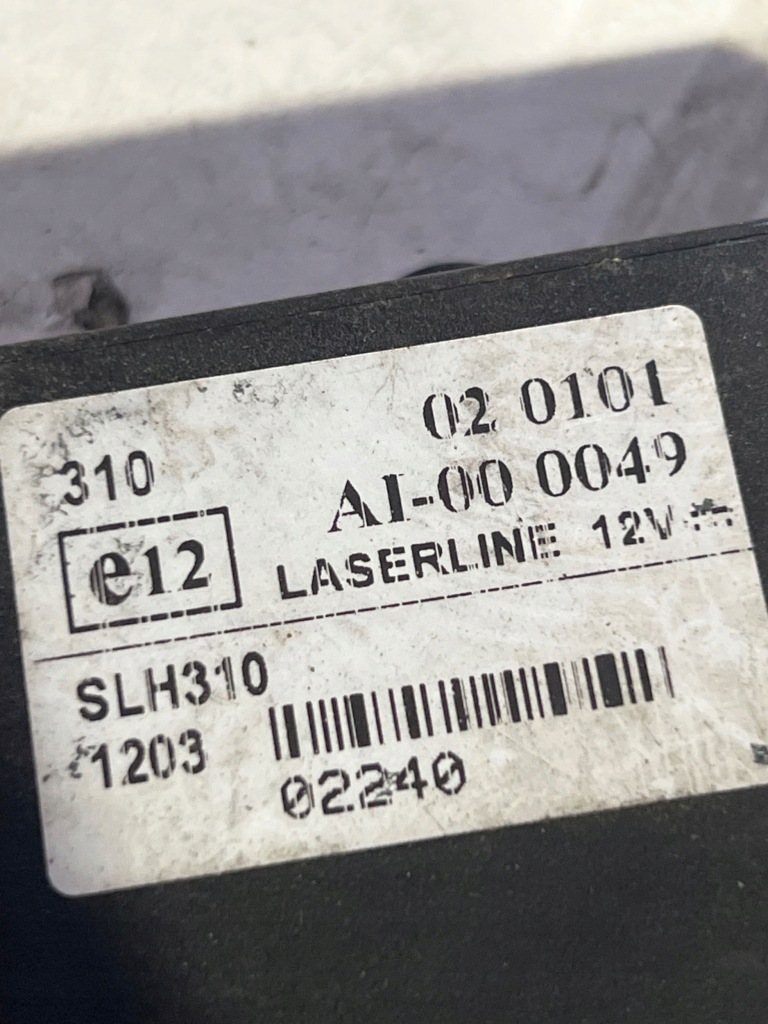 310
02 0101
e12
AI-00 0049
LASERLINE 12V
SLH310
1203
02240